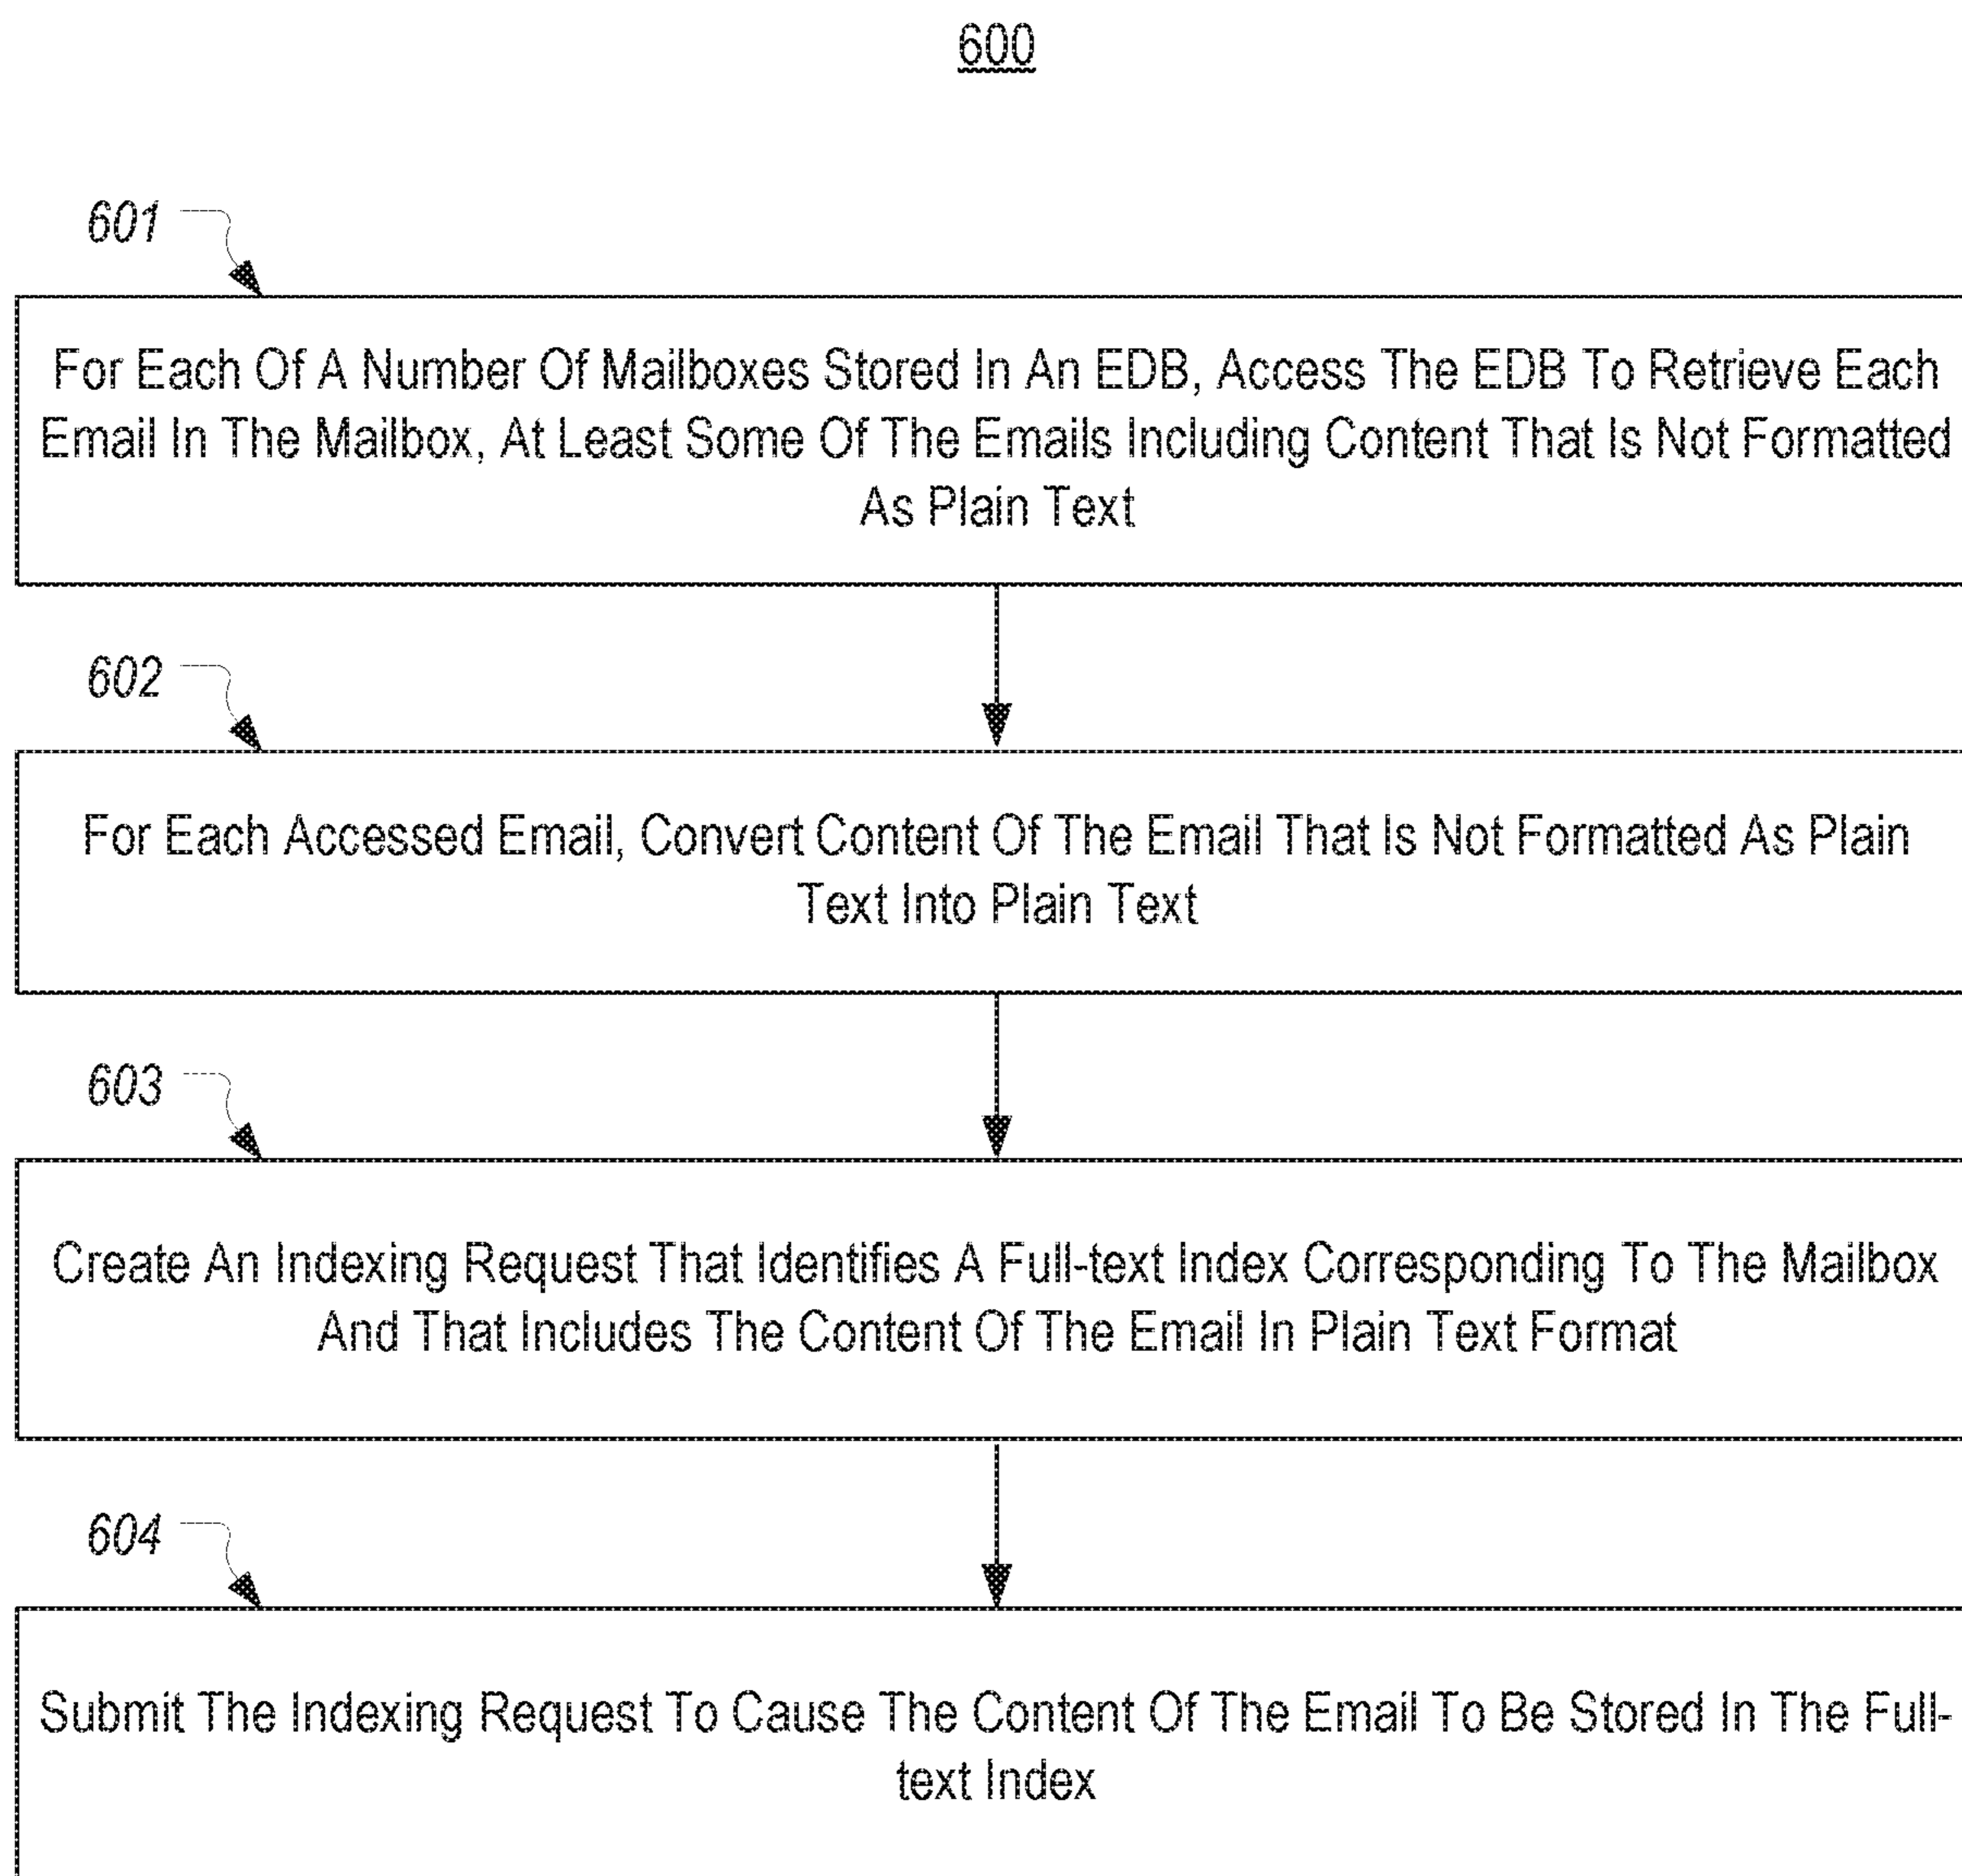 600
601
For Each Of A Number Of Mailboxes Stored In An EDB, Access The EDB To Retrieve Each
Email In The Mailbox, At Least Some Of The Emails Including Content That Is Not Formatted
As Plain Text
602
For Each Accessed Email, Convert Content Of The Email That Is Not Formatted As Plain
Text Into Plain Text
603
Create An Indexing Request That Identifies A Full-text Index Corresponding To The Mailbox
And That Includes The Content Of The Email In Plain Text Format
604
Submit The Indexing Request To Cause The Content Of The Email To Be Stored In The Full-
text Index